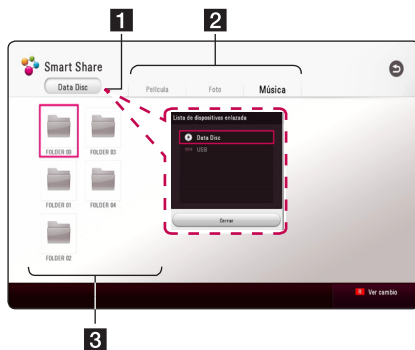 1
2
Smart Share
Data Disc
Película
Foto
Música
Lista de dispositivos enlazada
Data Disc
USB
Cerrar
FOLDER 00
FOLDER 03
FOLDER 01
FOLDER 04
FOLDER 02
R Ver cambio
3